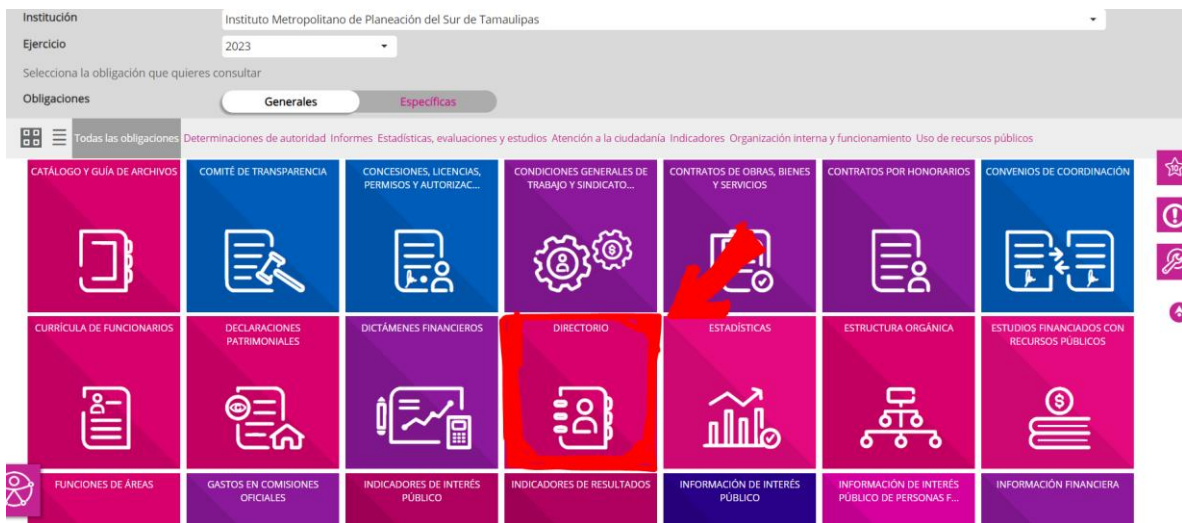 Institución
Instituto Metropolitano de Planeación del Sur de Tamaulipas
Ejercicio
2023
Selecciona la obligación que quieres consultar
Obligaciones
Generales
Específicas
Todas las obligaciones Determinaciones de autoridad Informes Estadísticas, evaluaciones y estudios Atención a la ciudadanía Indicadores Organización interna y funcionamiento Uso de recursos públicos
CATÁLOGO Y GUÍA DE ARCHIVOS
COMITÉ DE TRANSPARENCIA
CONCESIONES, LICENCIAS,
PERMISOS Y AUTORIZAC...
CONDICIONES GENERALES DE
TRABAJO Y SINDICATO...
CONTRATOS DE OBRAS, BIENES
Y SERVICIOS
CONTRATOS POR HONORARIOS
CONVENIOS DE COORDINACIÓN
CURRÍCULA DE FUNCIONARIOS
DECLARACIONES
PATRIMONIALES
DICTÁMENES FINANCIEROS
DIRECTORIO
ESTADÍSTICAS
ESTRUCTURA ORGÁNICA
ESTUDIOS FINANCIADOS CON
RECURSOS PÚBLICOS
FUNCIONES DE ÁREAS
GASTOS EN COMISIONES
OFICIALES
INDICADORES DE INTERÉS
PÚBLICO
INDICADORES DE RESULTADOS
INFORMACIÓN DE INTERÉS
PÚBLICO
INFORMACIÓN DE INTERÉS
PÚBLICO DE PERSONAS F...
INFORMACIÓN FINANCIERA